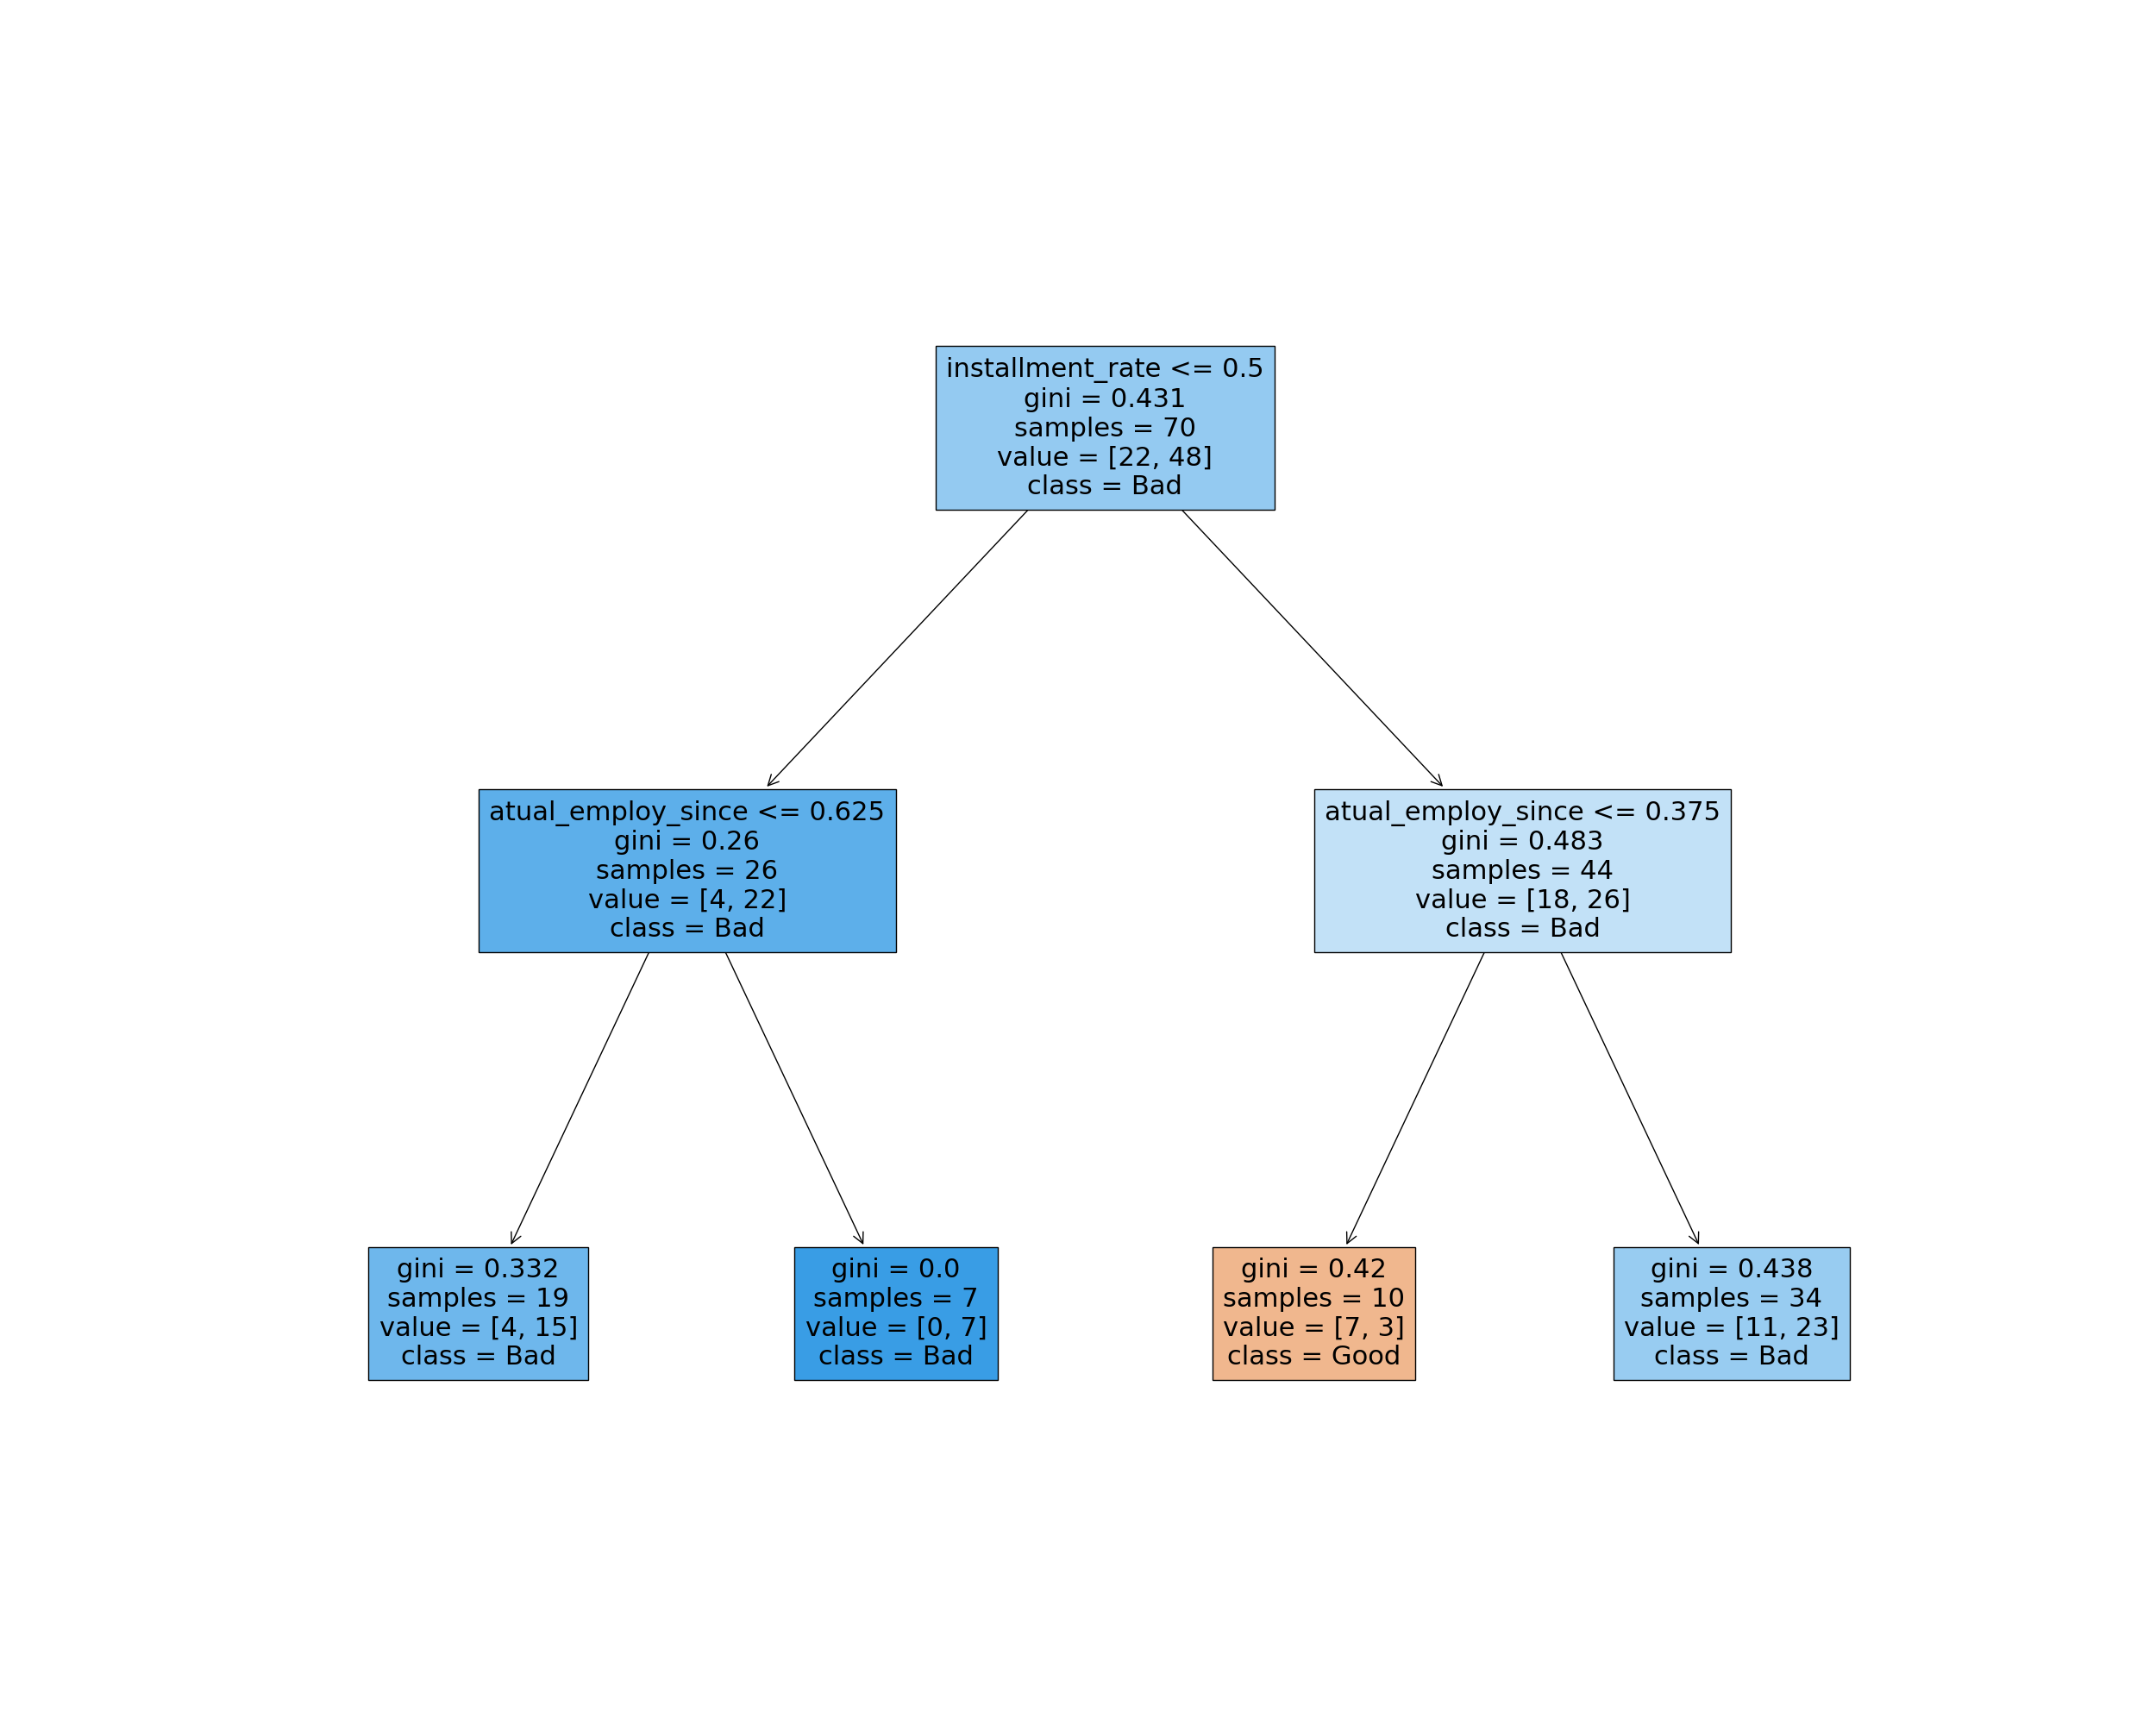 installment_rate <= 0.5
gini = 0.431
samples = 70
value = [22, 48]
class = Bad
atual_employ_since <= 0.625
gini = 0.26
samples = 26
value = [4, 22]
class = Bad
atual_employ_since <= 0.375
gini = 0.483
samples = 44
value = [18, 26]
class = Bad
gini = 0.332
samples = 19
value = [4, 15]
class = Bad
gini = 0.0
samples = 7
value = [0, 7]
class = Bad
gini = 0.42
samples = 10
value = [7, 3]
class = Good
gini = 0.438
samples = 34
value = [11, 23]
class = Bad